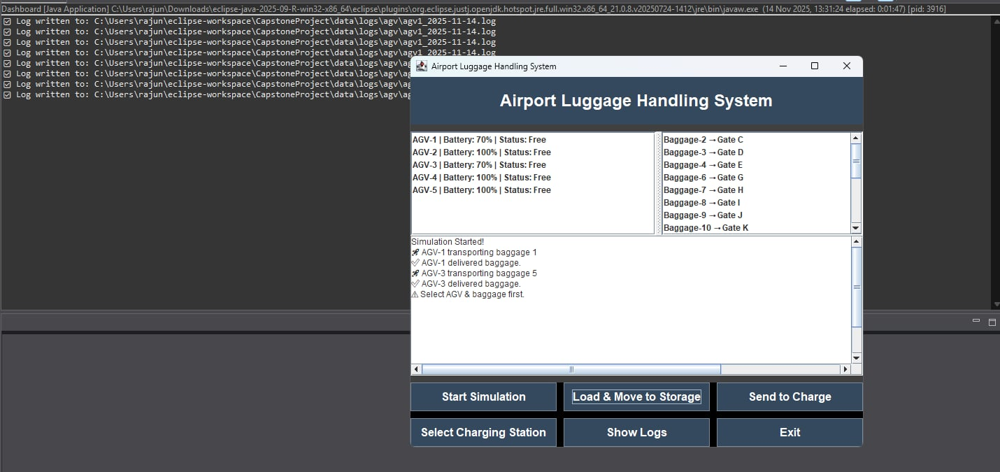 Dashboard [Java Application] C:\Users\rajun\Downloads\eclipse-java-2025-09-R-win32-x86_64\eclipse\plugins\org.eclipse.justj.openjdk.hotspot.jre.full.win32.x86_64_21.0.8.v20250724-1412\jre\bin\javaw.exe (14 Nov 2025, 13:31:24 elapsed: 0:01:47) [pid: 3916]
Log written to: C:\Users\rajun\eclipse-workspace\CapstoneProject\data\logs\agv\agv1_2025-11-14.log
Log written to: C:\Users\rajun\eclipse-workspace\CapstoneProject\data\logs\agv\agv1_2025-11-14.log
Log written to: C:\Users\rajun\eclipse-workspace\CapstoneProject\data\logs\agv\agv1_2025-11-14.log
Log written to: C:\Users\rajun\eclipse-workspace\CapstoneProject\data\logs\agv\agv1_2025-11-14.log
Log written to: C:\Users\rajun\eclipse-workspace\CapstoneProject\data\logs\agv\ag
Log written to: C:\Users\rajun\eclipse-workspace\CapstoneProject\data\logs\agv\ag
Log written to: C:\Users\rajun\eclipse-workspace\CapstoneProject\data\logs\agv\ag
Log written to: C:\Users\rajun\eclipse-workspace\CapstoneProject\data\logs\agv\ag
Airport Luggage Handling System
Airport Luggage Handling System
AGV-1 | Battery: 70% | Status: Free
AGV-2 | Battery: 100% | Status: Free
AGV-3 | Battery: 70% | Status: Free
AGV-4 | Battery: 100% | Status: Free
AGV-5 | Battery: 100% | Status: Free
Baggage-2 → Gate C
Baggage-3 → Gate D
Baggage-4 → Gate E
Baggage-6 → Gate G
Baggage-7 → Gate H
Baggage-8 → Gate I
Baggage-9 → Gate J
Baggage-10 → Gate K
Simulation Started!
🚀 AGV-1 transporting baggage 1
✅ AGV-1 delivered baggage.
🚀 AGV-3 transporting baggage 5
✅ AGV-3 delivered baggage.
⚠ Select AGV & baggage first.
Start Simulation
Load & Move to Storage
Send to Charge
Select Charging Station
Show Logs
Exit